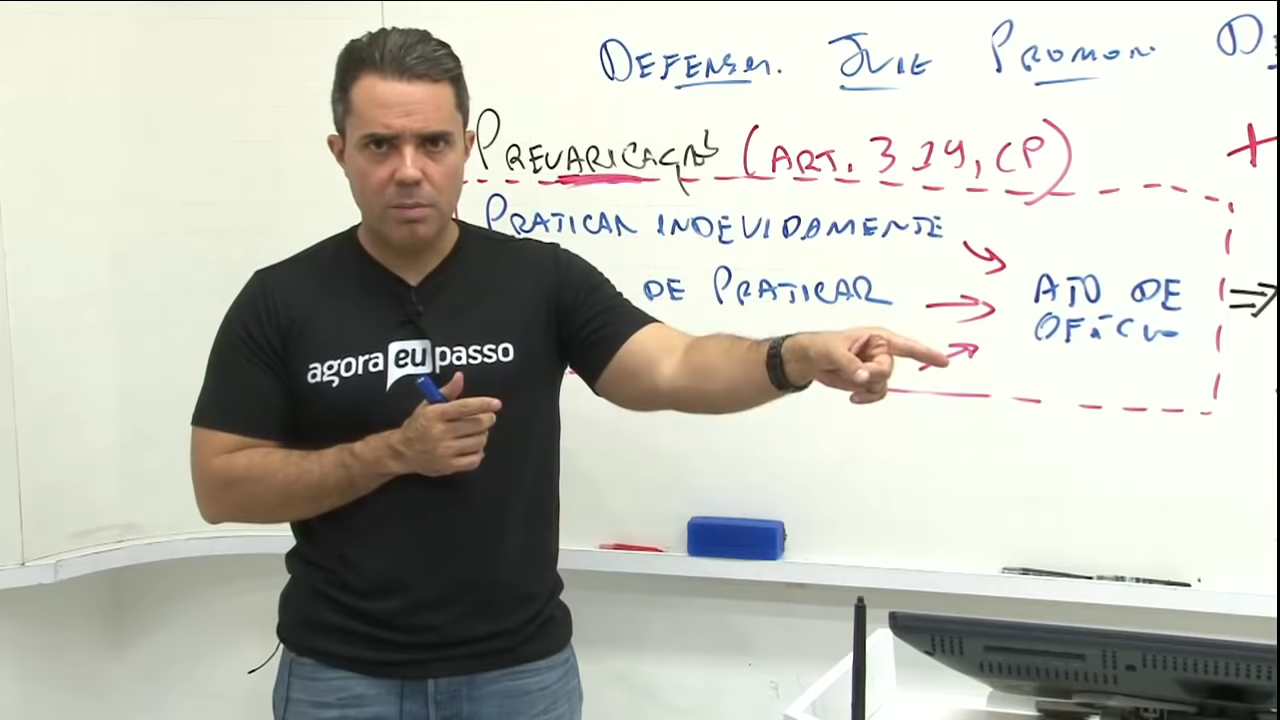 DEFENSor. JUIZ PROMOtor. D
PREVARICAÇÃO (ART. 319, CP) +
PRATICAR INDEVIDAMENTE
DE PRATICAR
ATO DE
OFÍCIO
agora eu passo